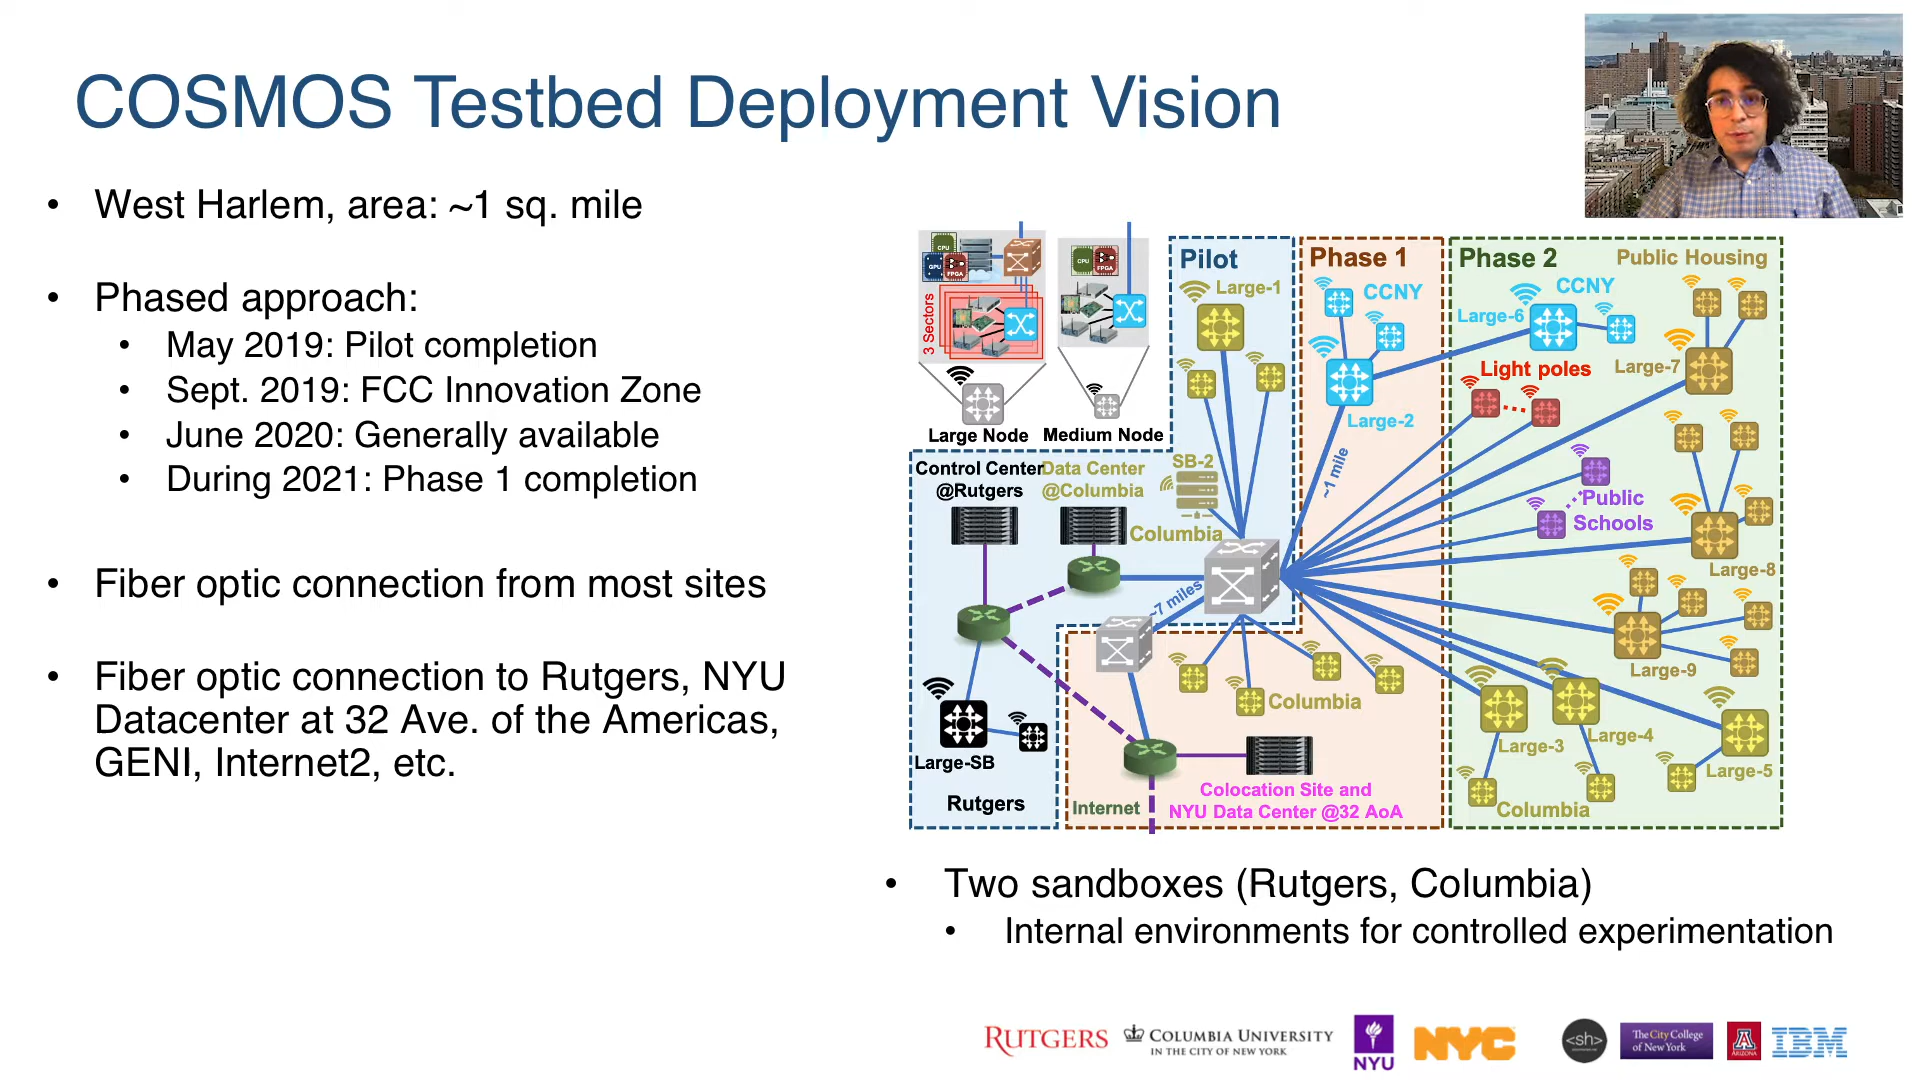 COSMOS Testbed Deployment Vision
• West Harlem, area: ~1 sq. mile
• Phased approach:
• May 2019: Pilot completion
• Sept. 2019: FCC Innovation Zone
• June 2020: Generally available
• During 2021: Phase 1 completion
• Fiber optic connection from most sites
• Fiber optic connection to Rutgers, NYU
Datacenter at 32 Ave. of the Americas,
GENI, Internet2, etc.
CPU
GPU
FPGA
3 Sectors
Large Node
CPU
FPGA
Medium Node
Control Center
@Rutgers
Data Center
@Columbia
Pilot
Large-1
SB-2
Columbia
~7 miles
Large-SB
Rutgers
Phase 1
CCNY
Large-2
~1 mile
Columbia
Internet
Colocation Site and
NYU Data Center @32 AoA
Phase 2
Public Housing
CCNY
Large-6
Large-7
Light poles
Public
Schools
Large-8
Large-9
Large-3
Large-4
Large-5
Columbia
• Two sandboxes (Rutgers, Columbia)
• Internal environments for controlled experimentation
RUTGERS
COLUMBIA UNIVERSITY
IN THE CITY OF NEW YORK
NYU
NYC
<sh>
The City College
of New York
A
ARIZONA
IBM